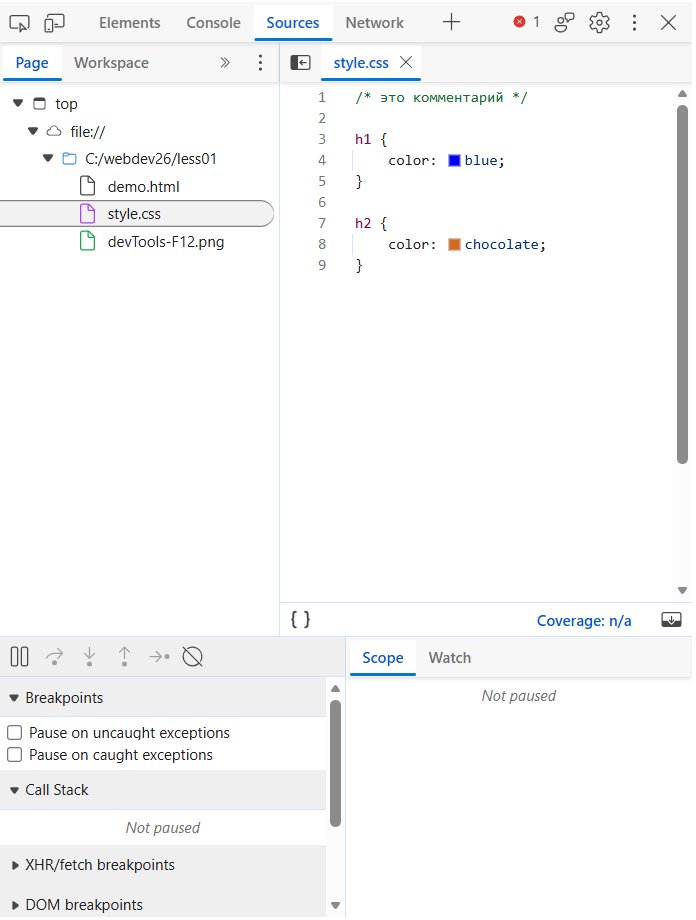 Elements Console Sources Network 1
Page Workspace
style.css
top
file://
C:/webdev26/less01
demo.html
style.css
devTools-F12.png
1 /* это комментарий */
2
3 h1 {
4 color: blue;
5 }
6
7 h2 {
8 color: chocolate;
9 }
{ } Coverage: n/a
Scope Watch
Not paused
Breakpoints
Pause on uncaught exceptions
Pause on caught exceptions
Call Stack
Not paused
XHR/fetch breakpoints
DOM breakpoints